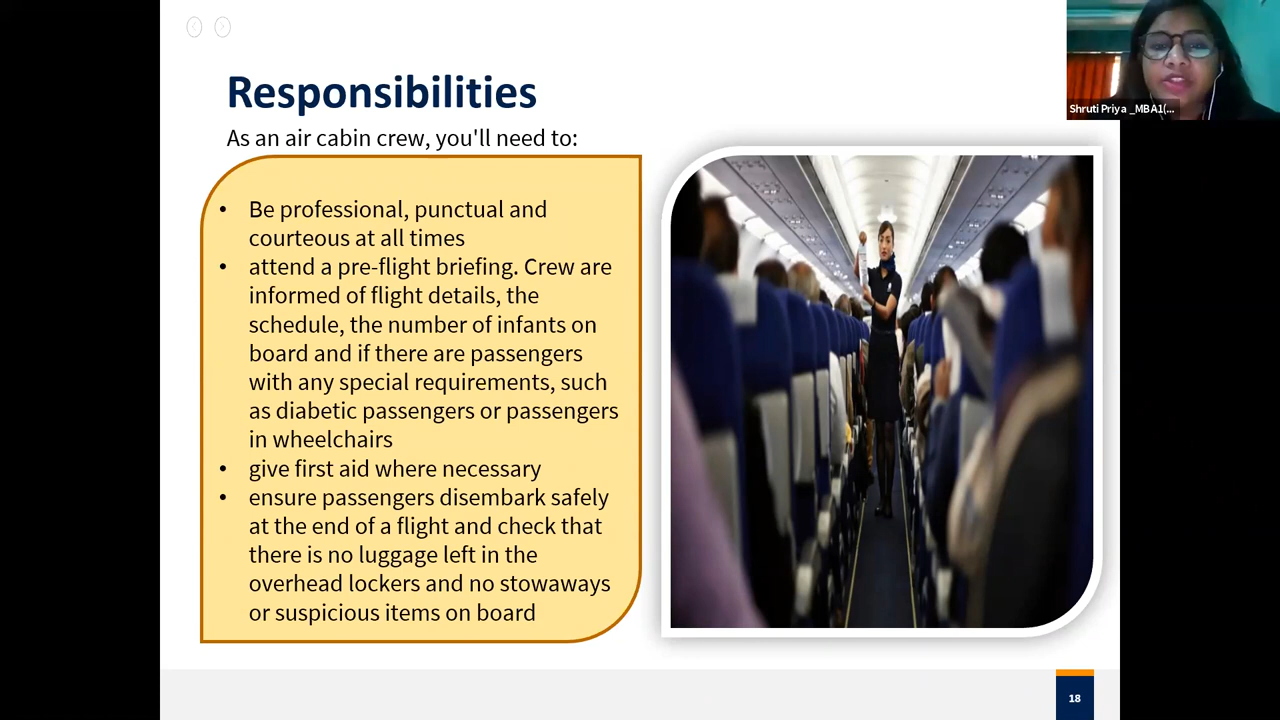 Responsibilities
As an air cabin crew, you'll need to:
• Be professional, punctual and
courteous at all times
• attend a pre-flight briefing. Crew are
informed of flight details, the
schedule, the number of infants on
board and if there are passengers
with any special requirements, such
as diabetic passengers or passengers
in wheelchairs
• give first aid where necessary
• ensure passengers disembark safely
at the end of a flight and check that
there is no luggage left in the
overhead lockers and no stowaways
or suspicious items on board
Shruti Priya _MBA1(...
18